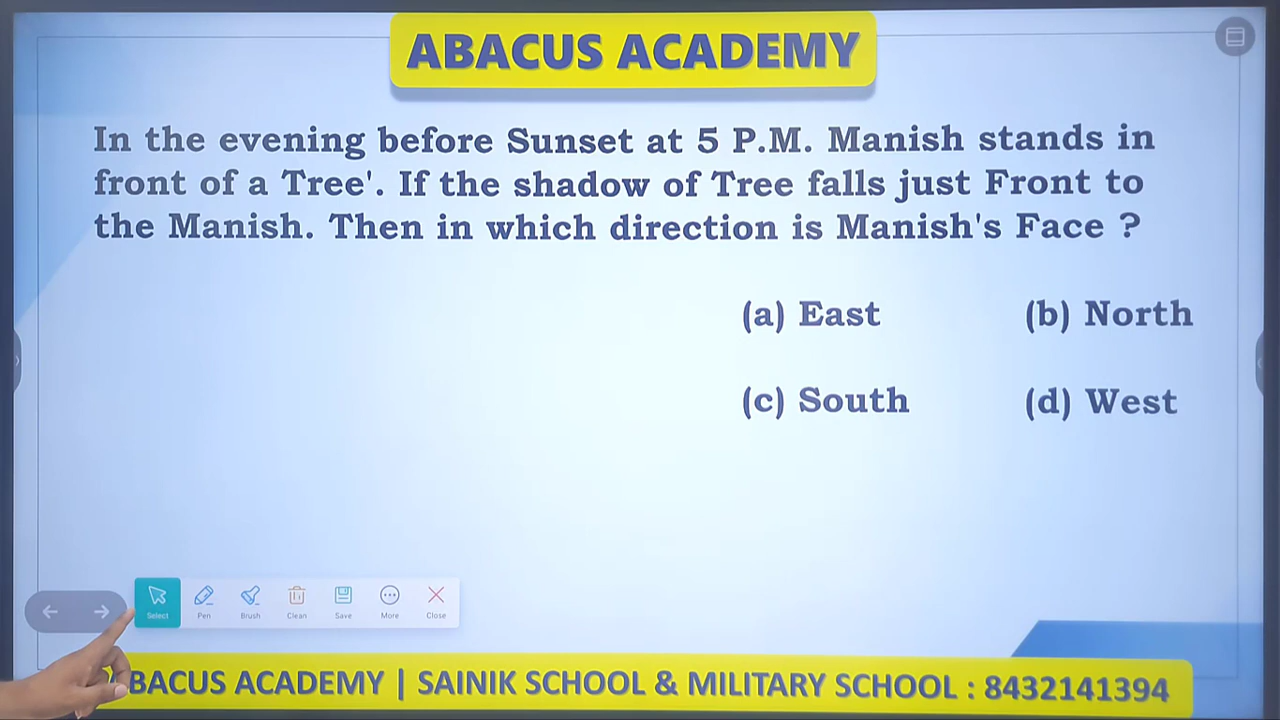 ABACUS ACADEMY
In the evening before Sunset at 5 P.M. Manish stands in
front of a Tree'. If the shadow of Tree falls just Front to
the Manish. Then in which direction is Manish's Face ?
(a) East (b) North
(c) South (d) West
Select Pen Brush Clean Save More Close
BACUS ACADEMY | SAINIK SCHOOL & MILITARY SCHOOL : 8432141394